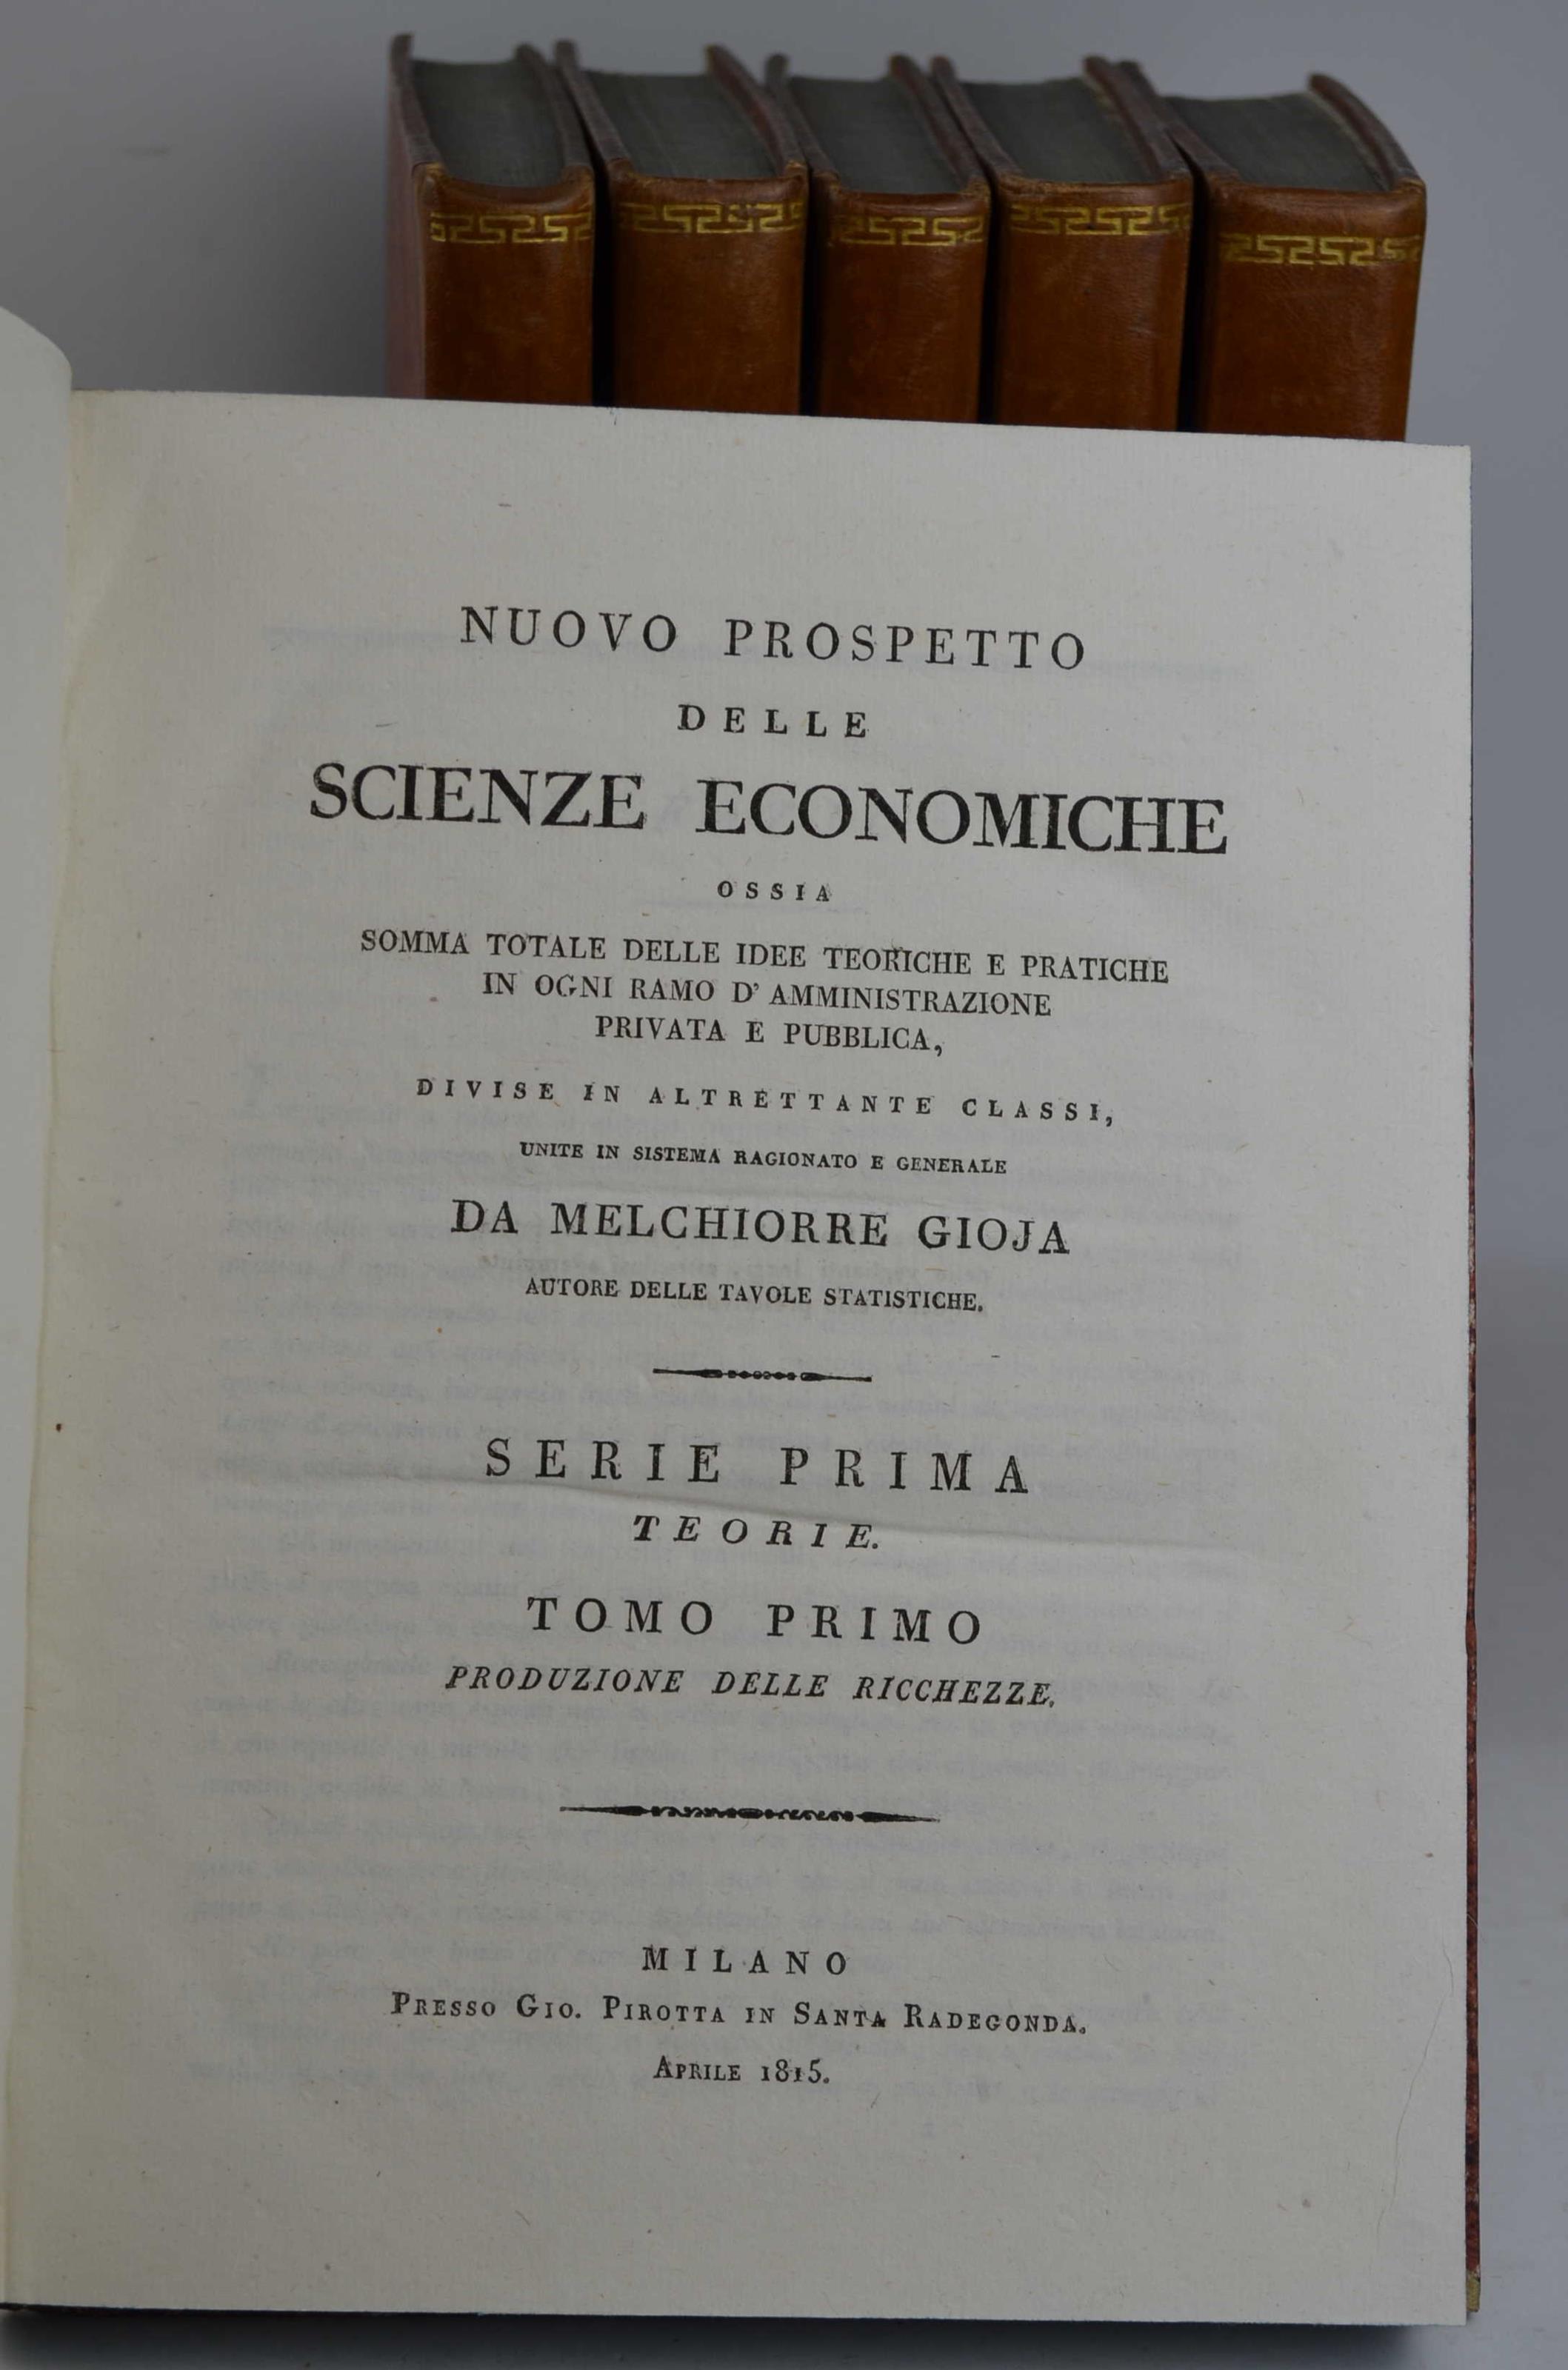 NUOVO PROSPETTO
DELLE
SCIENZE ECONOMICHE
OSSIA
SOMMA TOTALE DELLE IDEE TEORICHE E PRATICHE
IN OGNI RAMO D' AMMINISTRAZIONE
PRIVATA E PUBBLICA,
DIVISE IN ALTRETTANTE CLASSI,
UNITE IN SISTEMA RAGIONATO E GENERALE
DA MELCHIORRE GIOJA
AUTORE DELLE TAVOLE STATISTICHE.
SERIE PRIMA
TEORIE.
TOMO PRIMO
PRODUZIONE DELLE RICCHEZZE.
MILANO
PRESSO GIO. PIROTTA IN SANTA RADEGONDA.
APRILE 1815.